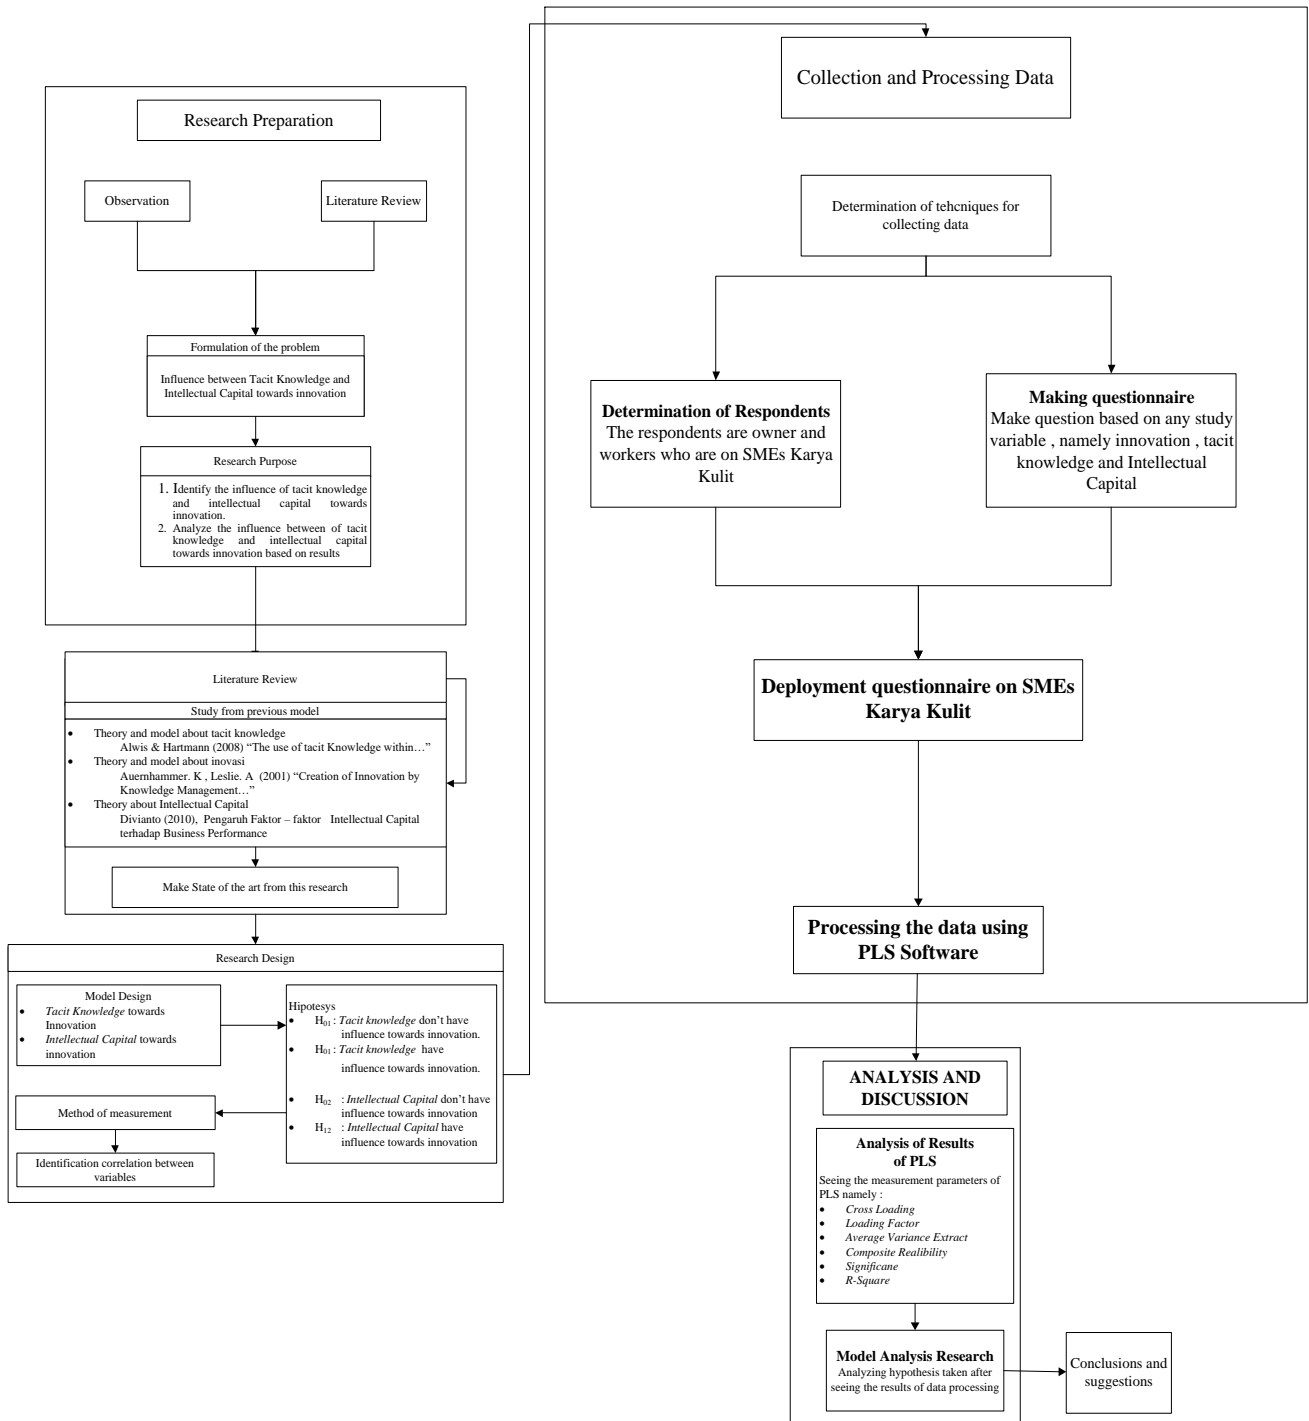 Research Preparation
Observation
Literature Review
Formulation of the problem
Influence between Tacit Knowledge and
Intellectual Capital towards innovation
Research Purpose
1. Identify the influence of tacit knowledge
and intellectual capital towards
innovation.
2. Analyze the influence between of tacit
knowledge and intellectual capital
towards innovation based on results
Literature Review
Study from previous model
• Theory and model about tacit knowledge
Alwis & Hartmann (2008) “The use of tacit Knowledge within…”
• Theory and model about inovasi
Auernhammer. K , Leslie. A (2001) “Creation of Innovation by
Knowledge Management…”
• Theory about Intellectual Capital
Divianto (2010), Pengaruh Faktor – faktor Intellectual Capital
terhadap Business Performance
Make State of the art from this research
Research Design
Model Design
• Tacit Knowledge towards
Innovation
• Intellectual Capital towards
innovation
Hipotesys
• H01 : Tacit knowledge don’t have
influence towards innovation.
• H01 : Tacit knowledge have
influence towards innovation.
• H02 : Intellectual Capital don’t have
influence towards innovation
• H12 : Intellectual Capital have
influence towards innovation
Method of measurement
Identification correlation between
variables
Collection and Processing Data
Determination of tehcniques for
collecting data
Determination of Respondents
The respondents are owner and
workers who are on SMEs Karya
Kulit
Making questionnaire
Make question based on any study
variable , namely innovation , tacit
knowledge and Intellectual
Capital
Deployment questionnaire on SMEs
Karya Kulit
Processing the data using
PLS Software
ANALYSIS AND
DISCUSSION
Analysis of Results
of PLS
Seeing the measurement parameters of
PLS namely :
• Cross Loading
• Loading Factor
• Average Variance Extract
• Composite Realibility
• Significane
• R-Square
Model Analysis Research
Analyzing hypothesis taken after
seeing the results of data processing
Conclusions and
suggestions